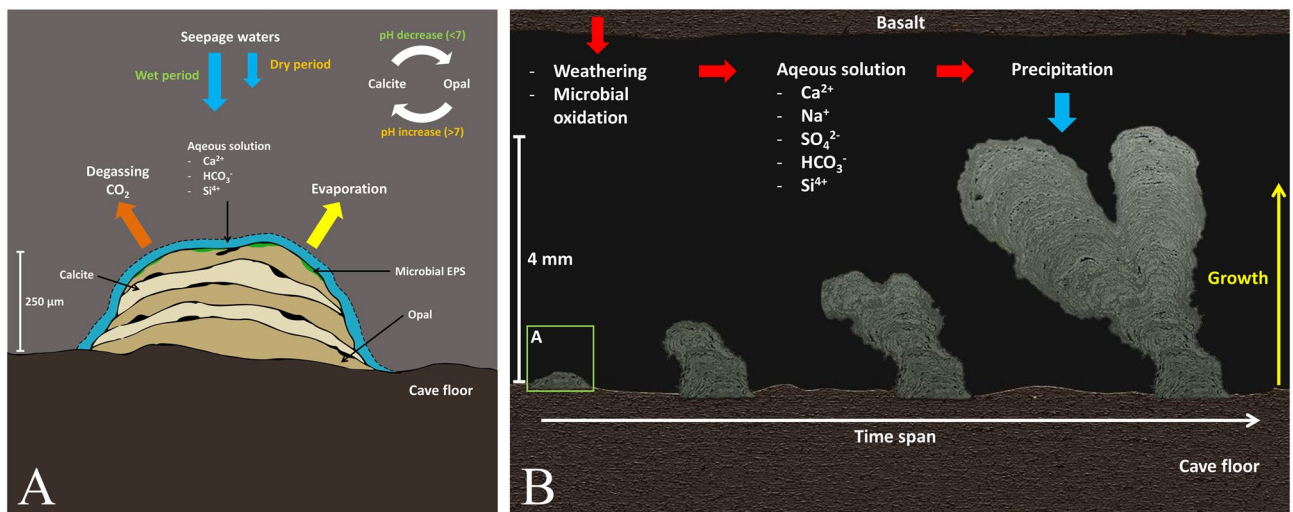 Seepage waters
Wet period
Dry period
pH decrease (<7)
Calcite
Opal
pH increase (>7)
Aqeous solution
- Ca²⁺
- HCO₃⁻
- Si⁴⁺
Degassing
CO₂
Evaporation
Calcite
250 µm
Microbial EPS
Opal
Cave floor
A
Basalt
- Weathering
- Microbial
oxidation
Aqeous solution
- Ca²⁺
- Na⁺
- SO₄²⁻
- HCO₃⁻
- Si⁴⁺
Precipitation
4 mm
A
Growth
Time span
Cave floor
B